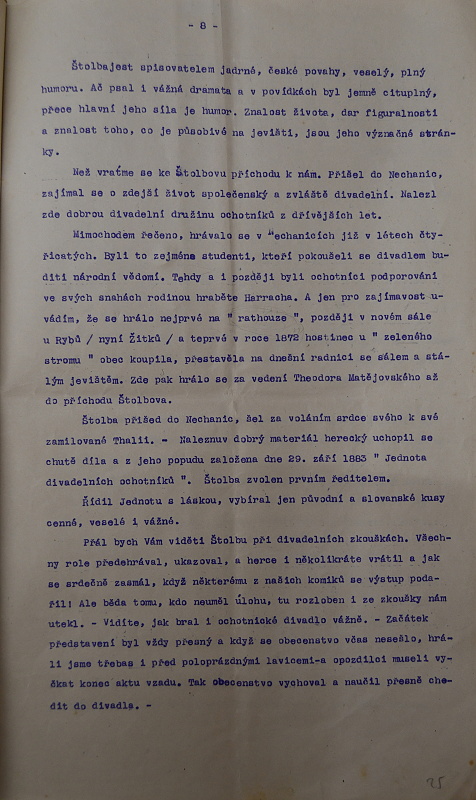 - 8 -
Štolbajest spisovatelem jadrné, české povahy, veselý, plný
humoru. Ač psal i vážná dramata a v povídkách byl jemně cituplný,
přece hlavní jeho síla je humor. Znalost života, dar figuralnosti
a znalost toho, co je působivé na jevišti, jsou jeho význačné strán-
ky.
Než vraťme se ke Štolbovu příchodu k nám. Přišel do Nechanic,
zajímal se o zdejší život společenský a zvláště divadelní. Nalezl
zde dobrou divadelní družinu ochotníků z dřívějších let.
Mimochodem řečeno, hrávalo se v Nechanicích již v létech čty-
řicatých. Byli to zejména studenti, kteří pokoušeli se divadlem bu-
diti národní vědomí. Tehdy a i později byli ochotníci podporováni
ve svých snahách rodinou hraběte Harracha. A jen pro zajímavost u-
vádím, že se hrálo nejprvé na " rathouze ", později v novém sále
u Rybů / nyní Žitků / a teprvé v roce 1872 hostinec u " zeleného
stromu " obec koupila, přestavěla na dnešní radnici se sálem a stá-
lým jevištěm. Zde pak hrálo se za vedení Theodora Matějovského až
do příchodu Štolbova.
Štolba přišed do Nechanic, šel za voláním srdce svého k své
zamilované Thalii. - Naleznuv dobrý materiál herecký uchopil se
chutě díla a z jeho popudu založena dne 29. září 1883 " Jednota
divadelních ochotníků ". Štolba zvolen prvním ředitelem.
Řídil Jednotu s láskou, vybíral jen původní a slovanské kusy
cenné, veselé i vážné.
Přál bych Vám viděti Štolbu při divadelních zkouškách. Všech-
ny role předehrával, ukazoval, a herce i několikráte vrátil a jak
se srdečně zasmál, když některému z našich komiků se výstup poda-
řil! Ale běda tomu, kdo neuměl úlohu, tu rozloben i ze zkoušky nám
utekl. - Vidíte, jak bral i ochotnické divadlo vážně. - Začátek
představení byl vždy přesný a když se obecenstvo včas nesešlo, hrá-
li jsme třebas i před poloprázdnými lavicemi-a opozdilci museli vy-
čkat konec aktu vzadu. Tak obecenstvo vychoval a naučil přesně cho-
dit do divadla. -
25